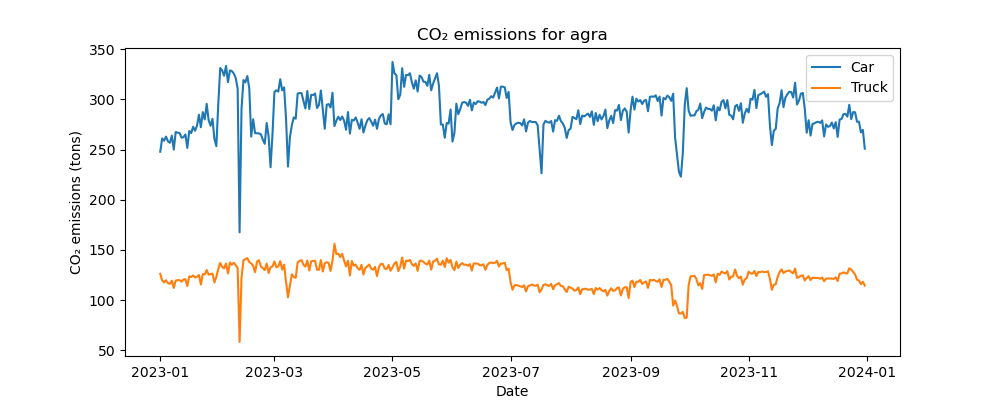 CO₂ emissions for agra
Car
Truck
CO₂ emissions (tons)
350
300
250
200
150
100
50
2023-01
2023-03
2023-05
2023-07
2023-09
2023-11
2024-01
Date